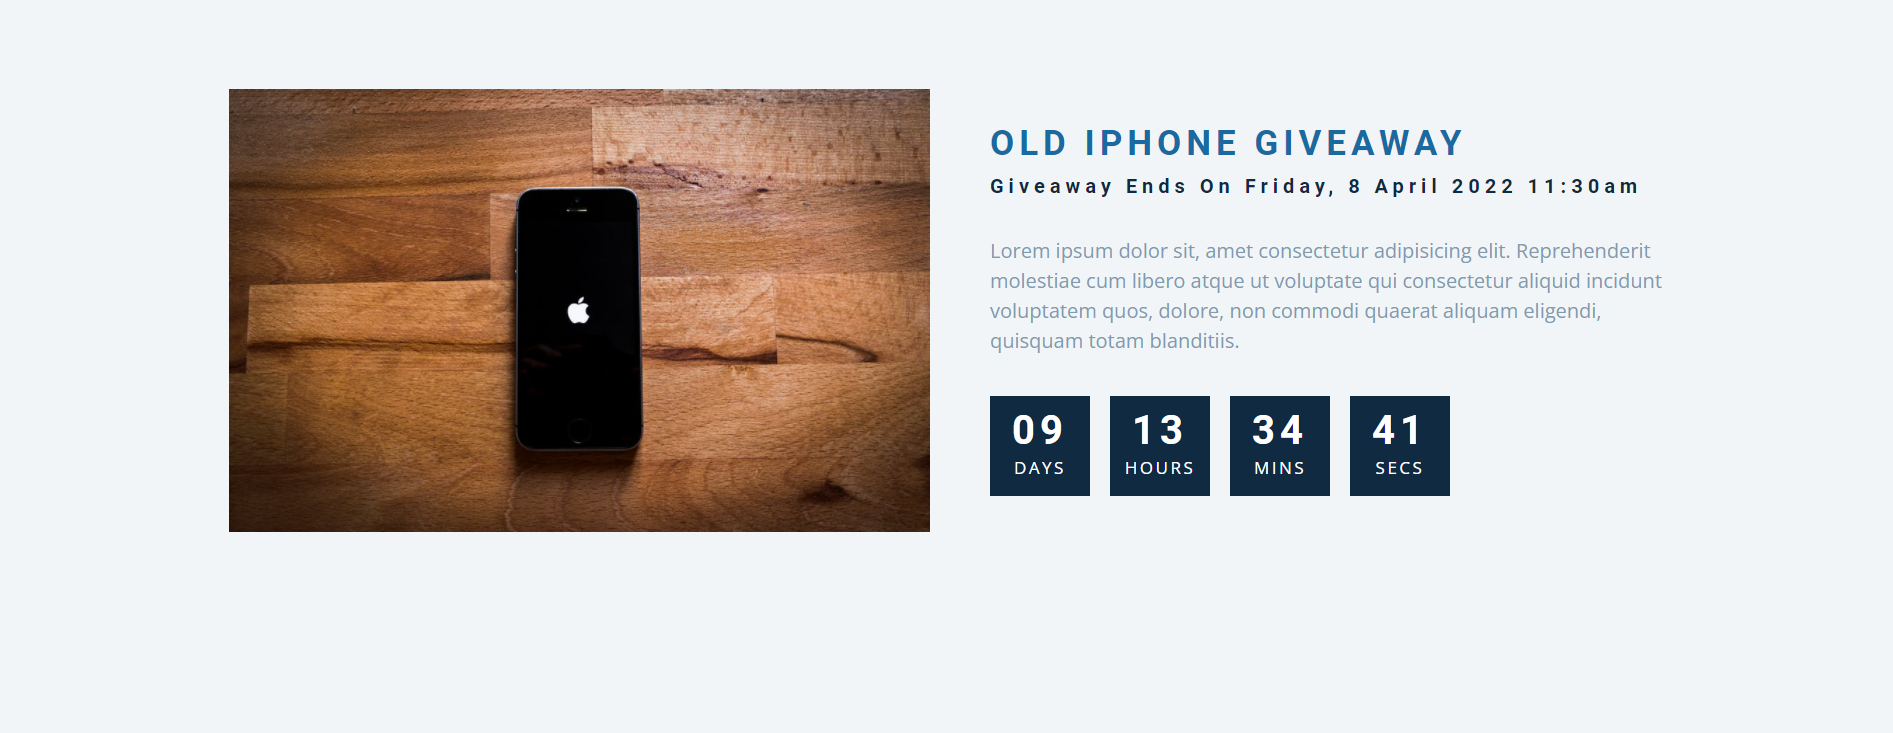 OLD IPHONE GIVEAWAY
Giveaway Ends On Friday, 8 April 2022 11:30am
Lorem ipsum dolor sit, amet consectetur adipisicing elit. Reprehenderit
molestiae cum libero atque ut voluptate qui consectetur aliquid incidunt
voluptatem quos, dolore, non commodi quaerat aliquam eligendi,
quisquam totam blanditiis.
09 13 34 41
DAYS HOURS MINS SECS